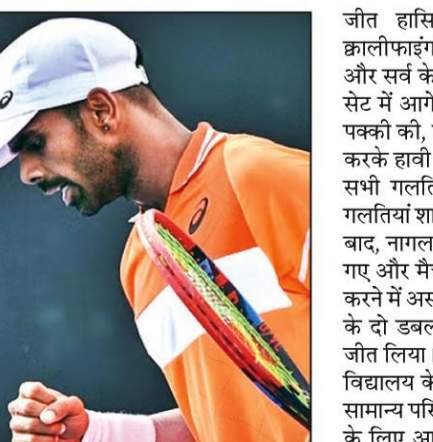 जीत हासि
क्वालीफाइंग
और सर्व के
सेट में आगे
पक्की की,
करके हावी
सभी गलति
गलतियां शा
बाद, नागल
गए और मैच
करने में अस
के दो डबल
जीत लिया।
विद्यालय के
सामान्य परि
के लिए आ